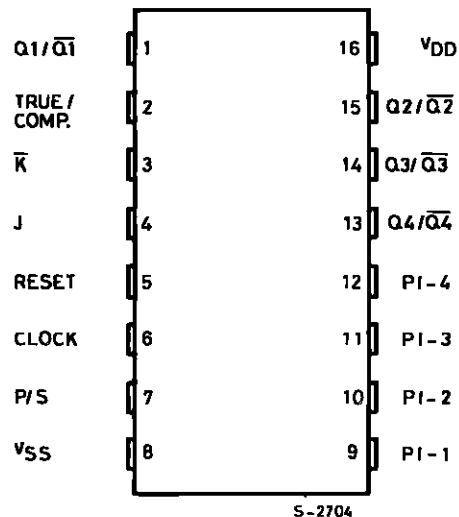 Q1/Q̅1̅ 1 16 VDD
TRUE/ 2 15 Q2/Q̅2̅
COMP.
K̅ 3 14 Q3/Q̅3̅
J 4 13 Q4/Q̅4̅
RESET 5 12 PI-4
CLOCK 6 11 PI-3
P/S 7 10 PI-2
VSS 8 9 PI-1
S-2704